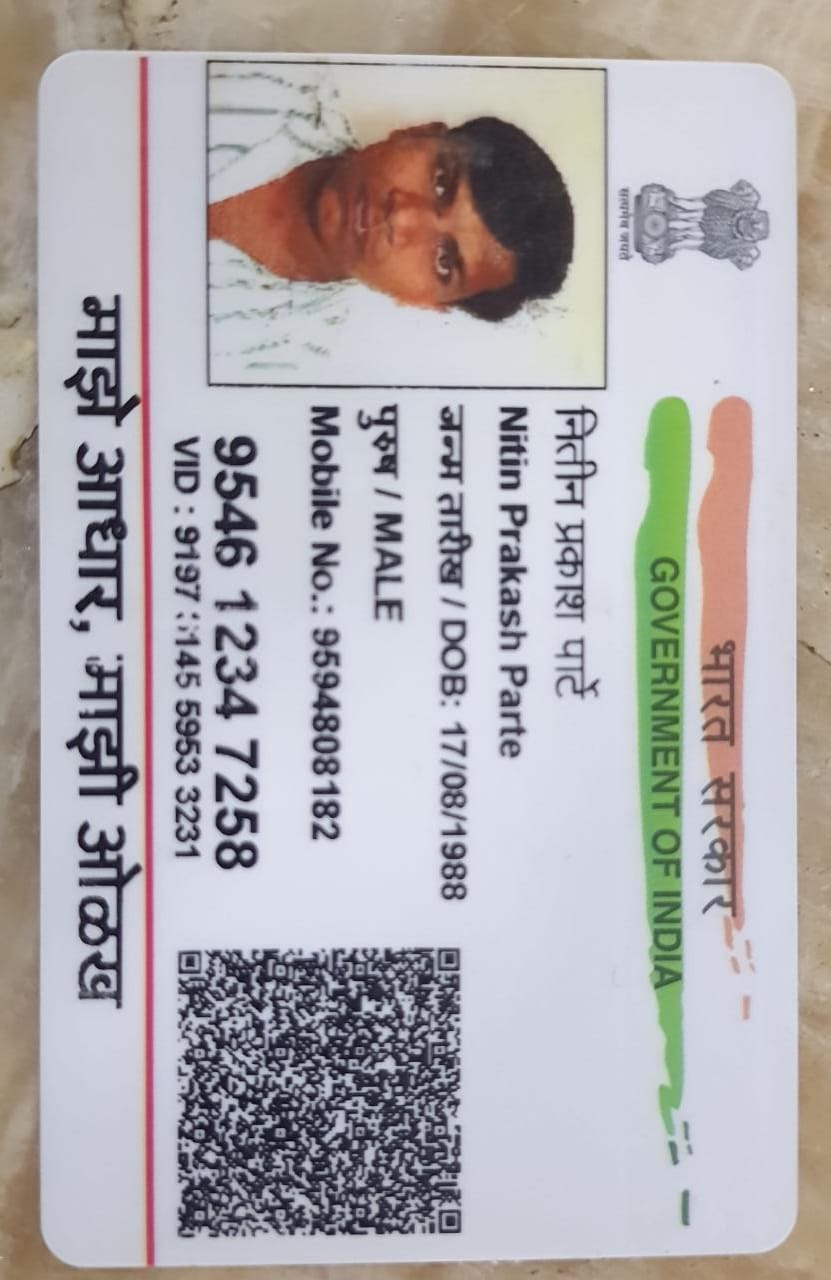 भारत सरकार
GOVERNMENT OF INDIA
सत्यमेव जयते
नितीन प्रकाश पार्टे
Nitin Prakash Parte
जन्म तारीख / DOB: 17/08/1988
पुरुष / MALE
Mobile No.: 9594808182
9546 1234 7258
VID : 9197 5953 3231
माझे आधार, माझी ओळख